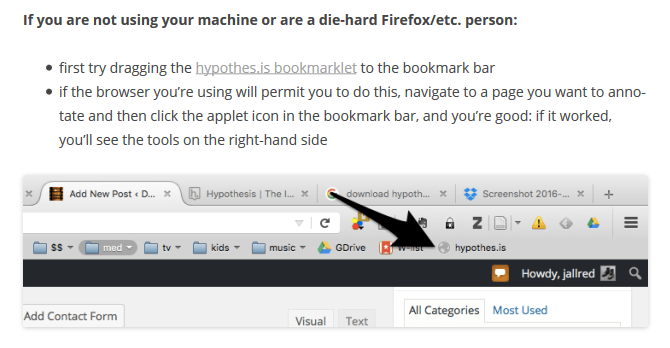 If you are not using your machine or are a die-hard Firefox/etc. person:
first try dragging the hypothes.is bookmarklet to the bookmark bar
if the browser you’re using will permit you to do this, navigate to a page you want to anno-
tate and then click the applet icon in the bookmark bar, and you’re good: if it worked,
you’ll see the tools on the right-hand side
Add New Post ‹ D... Hypothesis | The I... download hypoth... Screenshot 2016-...
$$ med tv kids music GDrive W-list hypothes.is
Howdy, jallred
Add Contact Form Visual Text All Categories Most Used